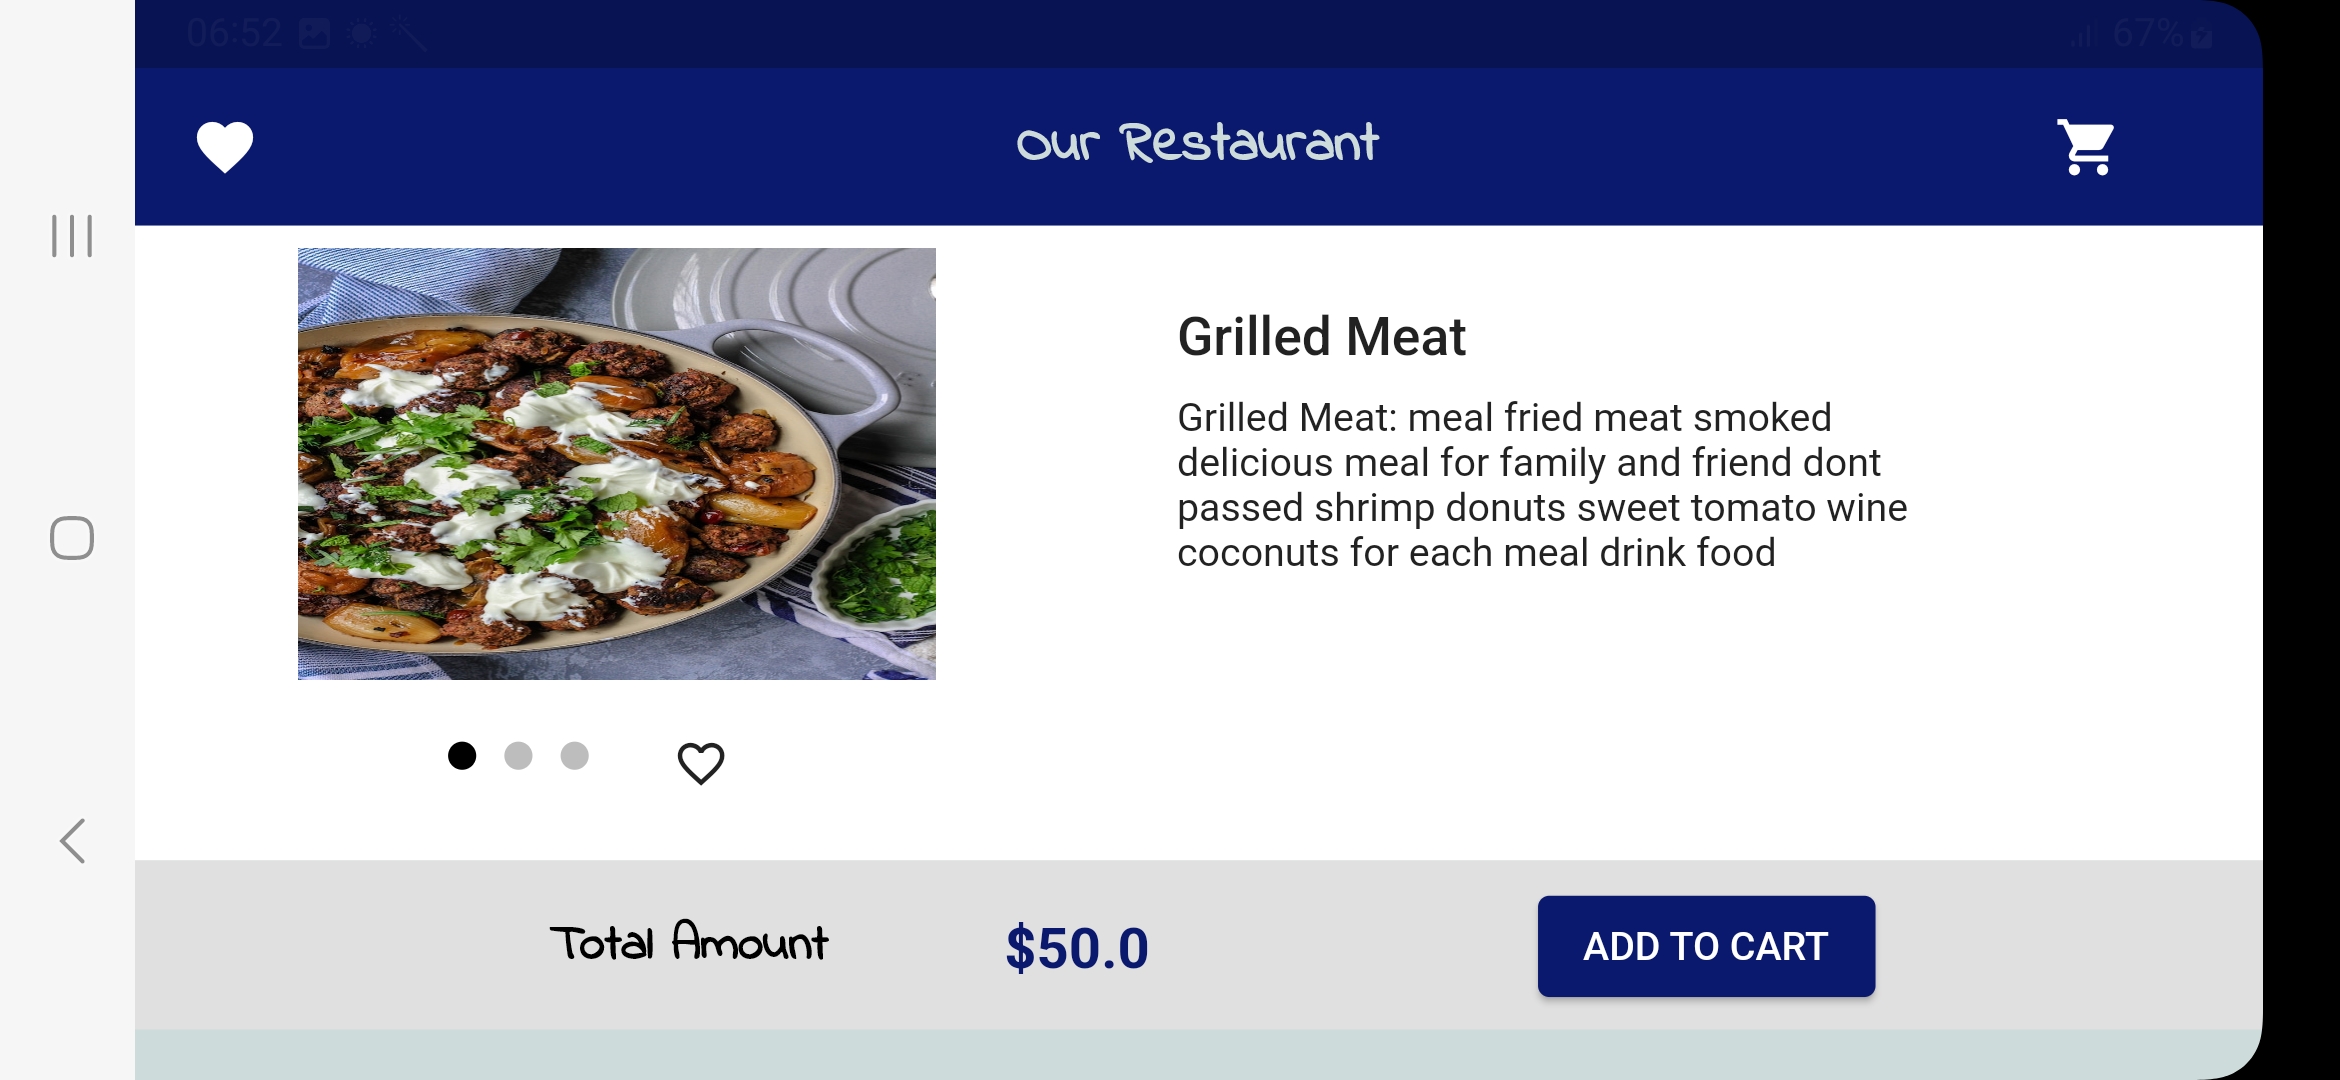 06:52 67%
Our Restaurant
Grilled Meat
Grilled Meat: meal fried meat smoked
delicious meal for family and friend dont
passed shrimp donuts sweet tomato wine
coconuts for each meal drink food
Total Amount $50.0 ADD TO CART